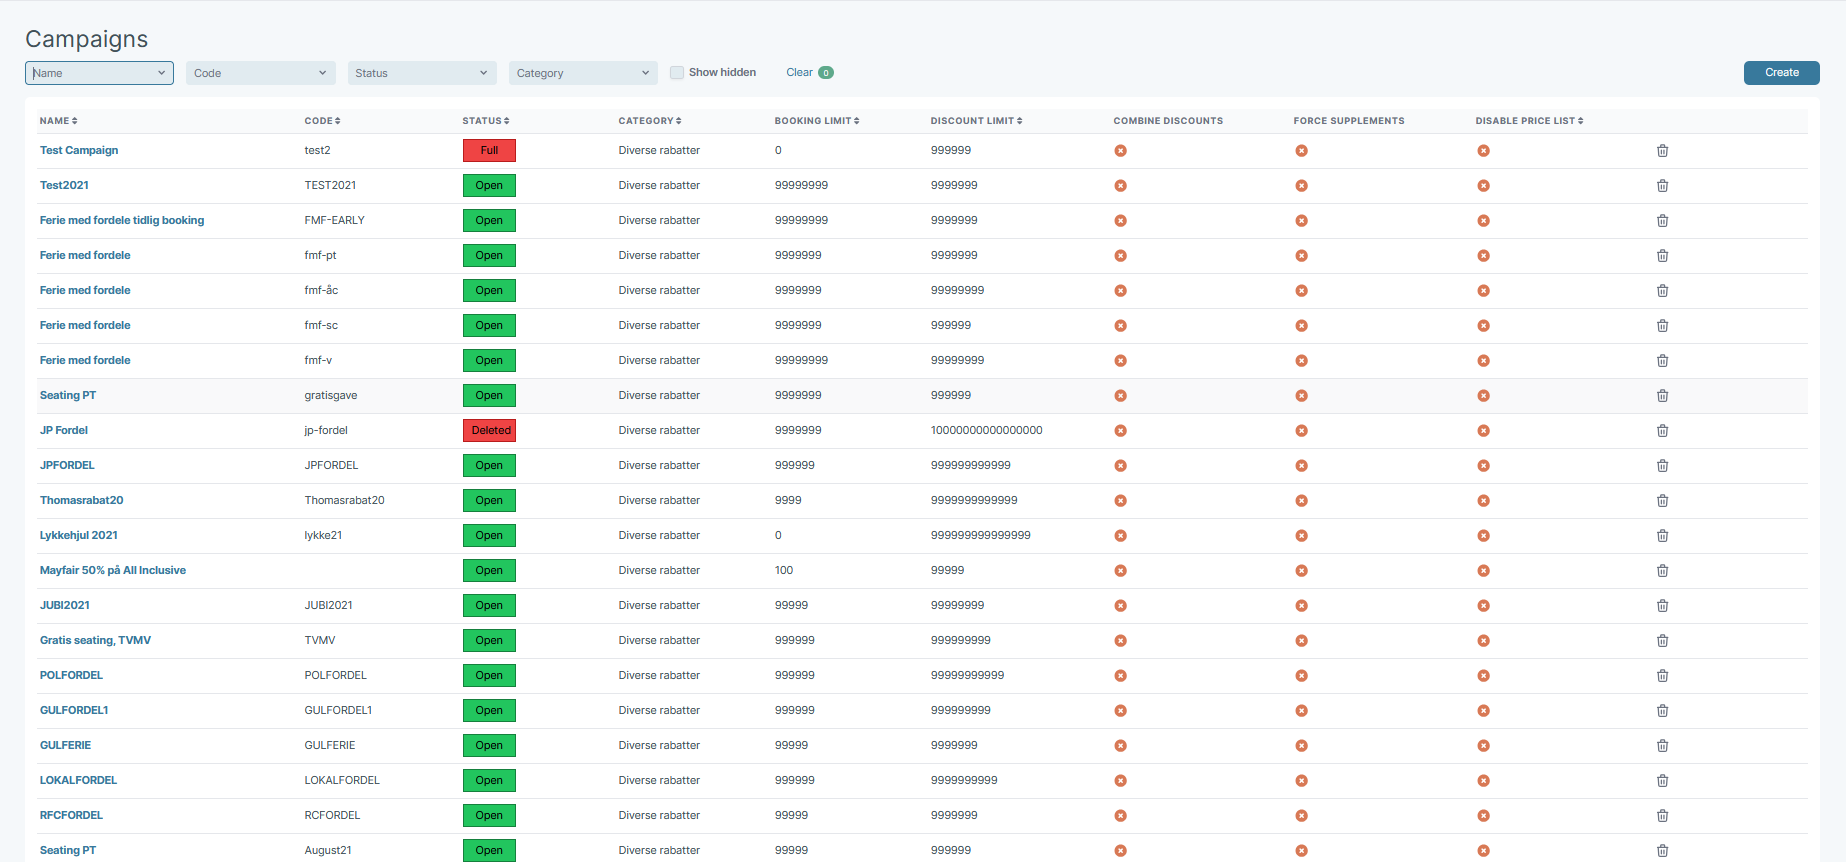 Campaigns
Name Code Status Category Show hidden Clear 0 Create
NAME CODE STATUS CATEGORY BOOKING LIMIT DISCOUNT LIMIT COMBINE DISCOUNTS FORCE SUPPLEMENTS DISABLE PRICE LIST
Test Campaign test2 Full Diverse rabatter 0 999999
Test2021 TEST2021 Open Diverse rabatter 99999999 9999999
Ferie med fordele tidlig booking FMF-EARLY Open Diverse rabatter 99999999 9999999
Ferie med fordele fmf-pt Open Diverse rabatter 9999999 9999999
Ferie med fordele fmf-åc Open Diverse rabatter 9999999 99999999
Ferie med fordele fmf-sc Open Diverse rabatter 9999999 999999
Ferie med fordele fmf-v Open Diverse rabatter 99999999 99999999
Seating PT gratisgave Open Diverse rabatter 9999999 999999
JP Fordel jp-fordel Deleted Diverse rabatter 9999999 10000000000000000
JPFORDEL JPFORDEL Open Diverse rabatter 999999 999999999999
Thomasrabat20 Thomasrabat20 Open Diverse rabatter 9999 9999999999999
Lykkehjul 2021 lykke21 Open Diverse rabatter 0 999999999999999
Mayfair 50% på All Inclusive Open Diverse rabatter 100 99999
JUBI2021 JUBI2021 Open Diverse rabatter 99999 99999999
Gratis seating, TVMV TVMV Open Diverse rabatter 999999 999999999
POLFORDEL POLFORDEL Open Diverse rabatter 999999 99999999999
GULFORDEL1 GULFORDEL1 Open Diverse rabatter 999999 999999999
GULFERIE GULFERIE Open Diverse rabatter 99999 9999999
LOKALFORDEL LOKALFORDEL Open Diverse rabatter 999999 9999999999
RFCFORDEL RCFORDEL Open Diverse rabatter 99999 9999999
Seating PT August21 Open Diverse rabatter 99999 999999